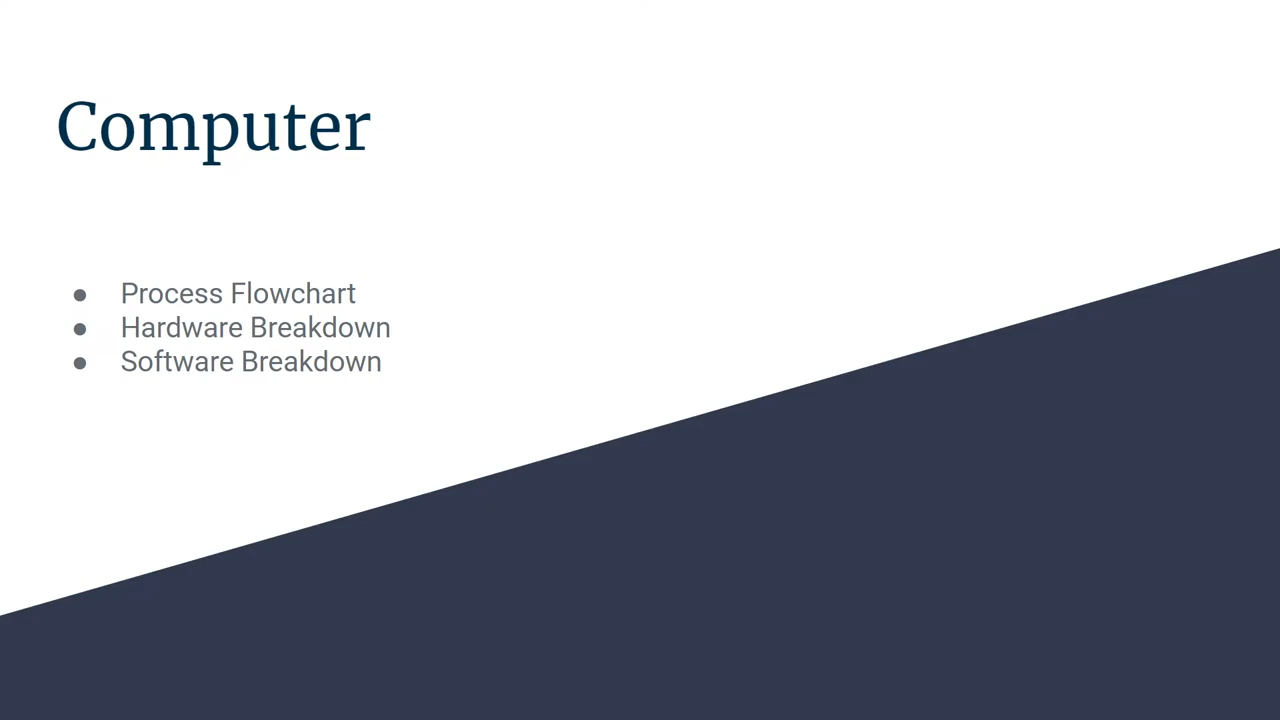 Computer
● Process Flowchart
● Hardware Breakdown
● Software Breakdown